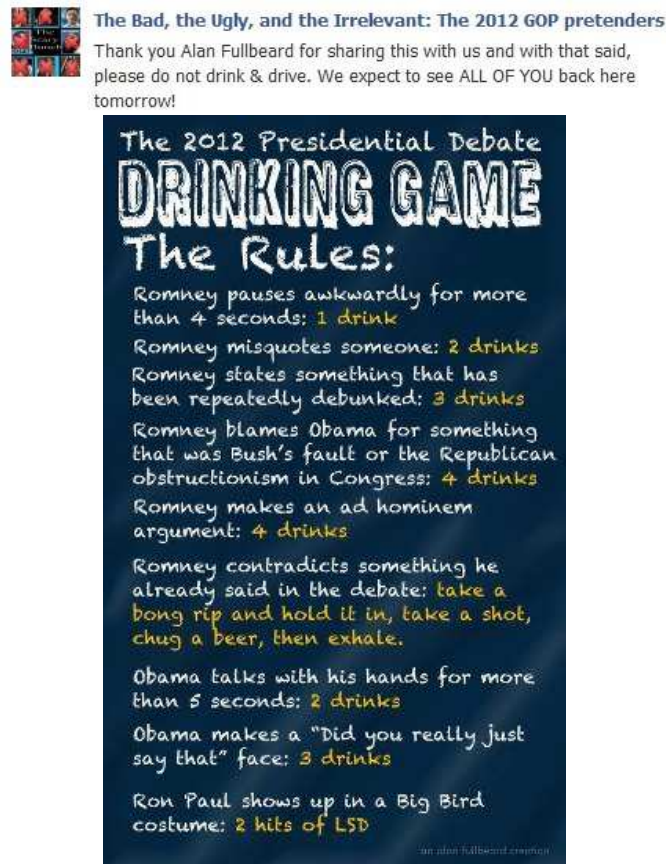 The Bad, the Ugly, and the Irrelevant: The 2012 GOP pretenders
Thank you Alan Fullbeard for sharing this with us and with that said,
please do not drink & drive. We expect to see ALL OF YOU back here
tomorrow!
The 2012 Presidential Debate
DRINKING GAME
The Rules:
Romney pauses awkwardly for more
than 4 seconds: 1 drink
Romney misquotes someone: 2 drinks
Romney states something that has
been repeatedly debunked: 3 drinks
Romney blames Obama for something
that was Bush's fault or the Republican
obstructionism in Congress: 4 drinks
Romney makes an ad hominem
argument: 4 drinks
Romney contradicts something he
already said in the debate: take a
bong rip and hold it in, take a shot,
chug a beer, then exhale.
Obama talks with his hands for more
than 5 seconds: 2 drinks
Obama makes a "Did you really just
say that" face: 3 drinks
Ron Paul shows up in a Big Bird
costume: 2 hits of LSD
an alan fullbeard creation